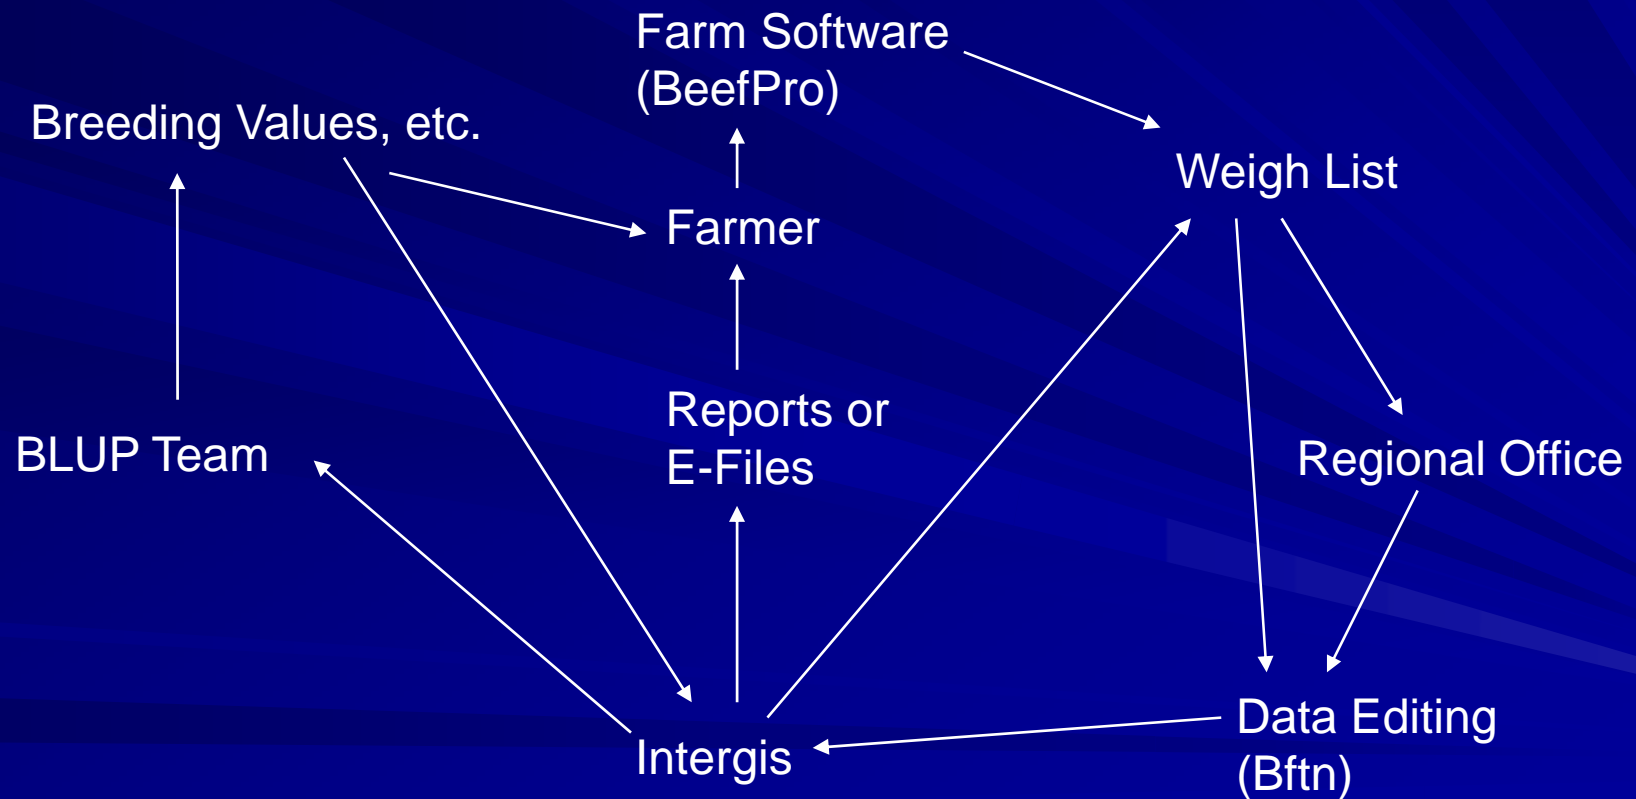 Farm Software
(BeefPro)
Breeding Values, etc.
Weigh List
Farmer
Reports or
E-Files
BLUP Team
Regional Office
Data Editing
(Bftn)
Intergis